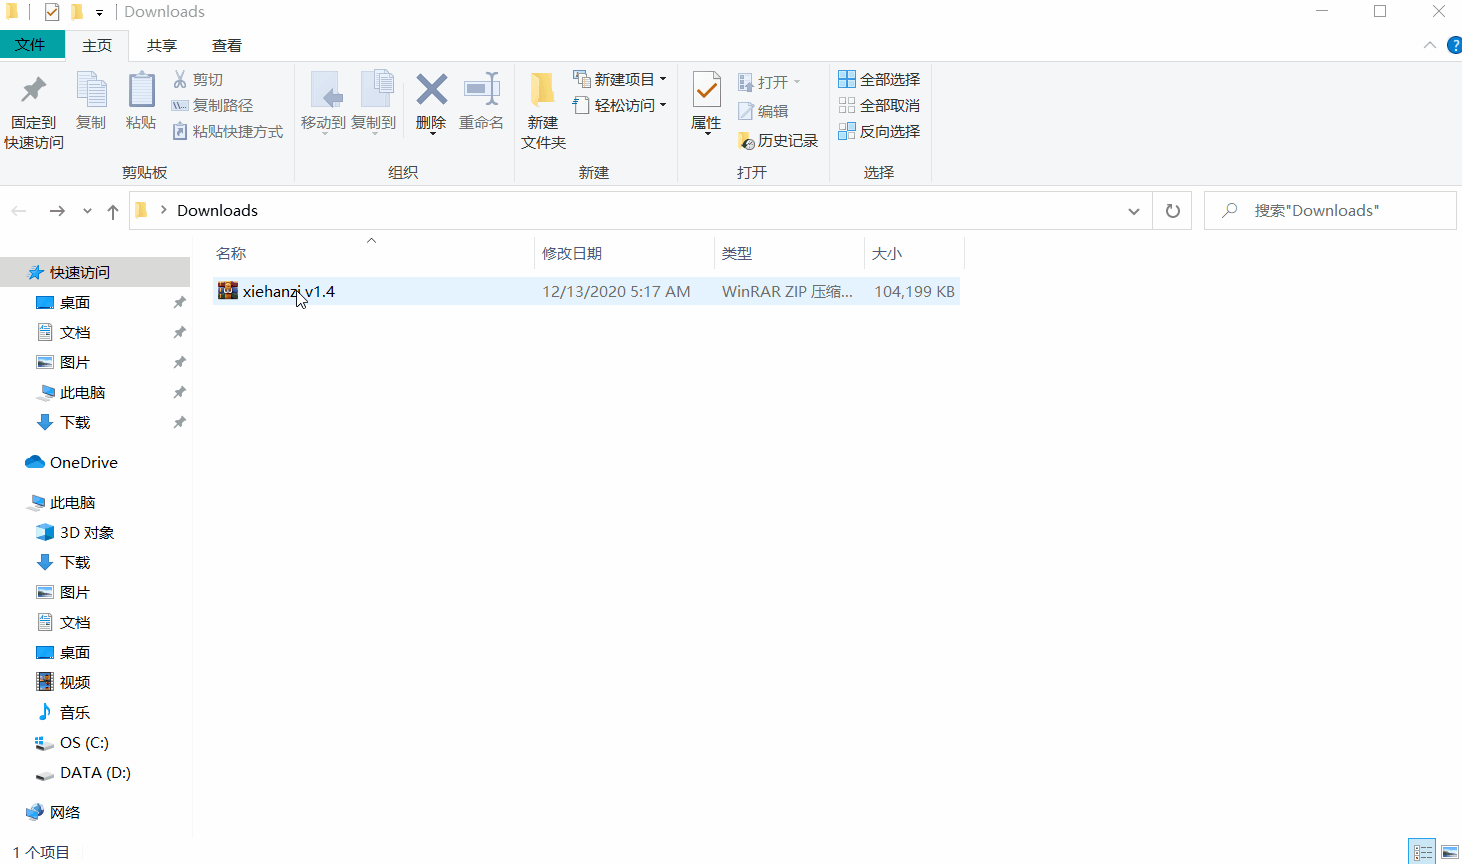 Downloads
文件 主页 共享 查看
固定到
快速访问
复制
粘贴
剪切
复制路径
粘贴快捷方式
剪贴板
移动到
复制到
删除
重命名
组织
新建
文件夹
新建项目
轻松访问
新建
属性
打开
编辑
历史记录
打开
全部选择
全部取消
反向选择
选择
Downloads
搜索"Downloads"
名称 修改日期 类型 大小
xiehanzi v1.4 12/13/2020 5:17 AM WinRAR ZIP 压缩... 104,199 KB
快速访问
桌面
文档
图片
此电脑
下载
OneDrive
此电脑
3D 对象
下载
图片
文档
桌面
视频
音乐
OS (C:)
DATA (D:)
网络
1 个项目